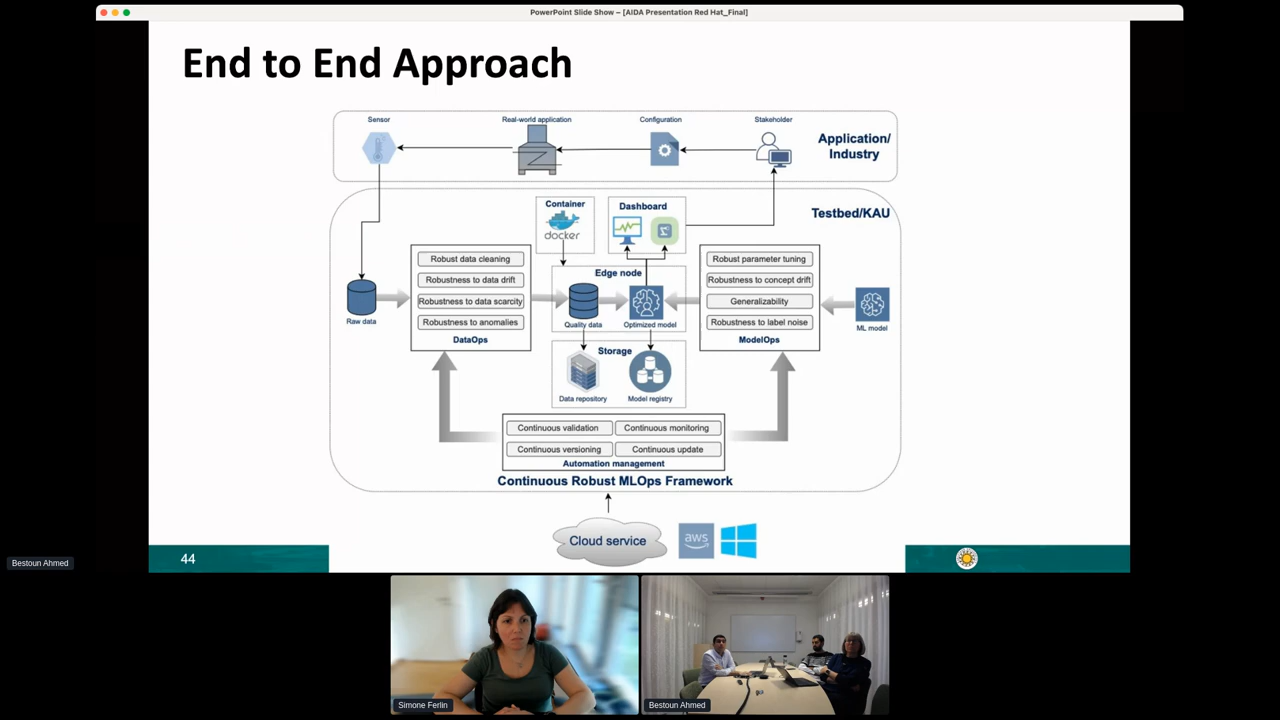 PowerPoint Slide Show – [AIDA Presentation Red Hat_Final]
End to End Approach
Sensor
Real-world application
Configuration
Stakeholder
Application/
Industry
Testbed/KAU
Container
docker
Dashboard
Robust data cleaning
Robustness to data drift
Robustness to data scarcity
Robustness to anomalies
DataOps
Raw data
Edge node
Quality data
Optimized model
Robust parameter tuning
Robustness to concept drift
Generalizability
Robustness to label noise
ModelOps
ML model
Storage
Data repository
Model registry
Continuous validation
Continuous monitoring
Continuous versioning
Continuous update
Automation management
Continuous Robust MLOps Framework
Cloud service
aws
44
Bestoun Ahmed
Simone Ferlin
Bestoun Ahmed